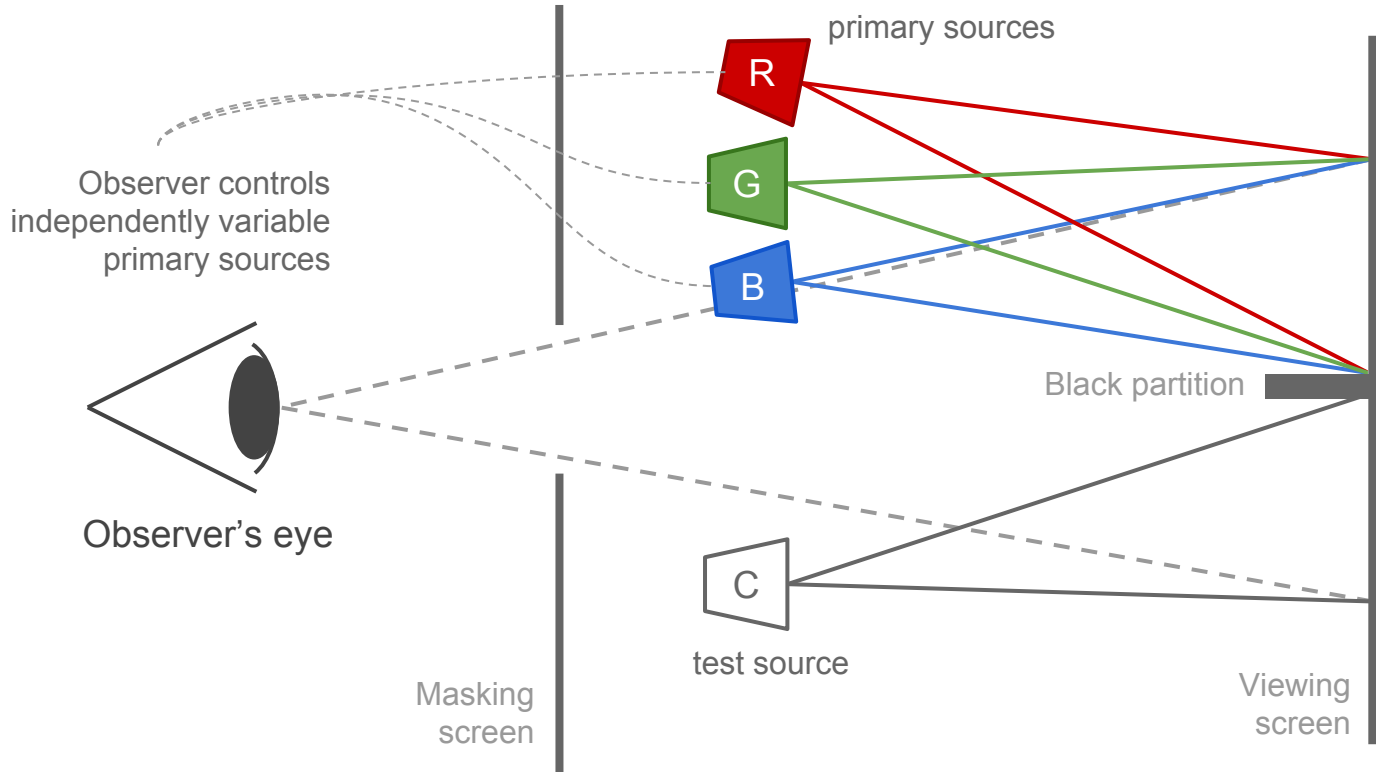 primary sources
R
G
B
Observer controls
independently variable
primary sources
Black partition
Observer’s eye
C
test source
Masking
screen
Viewing
screen